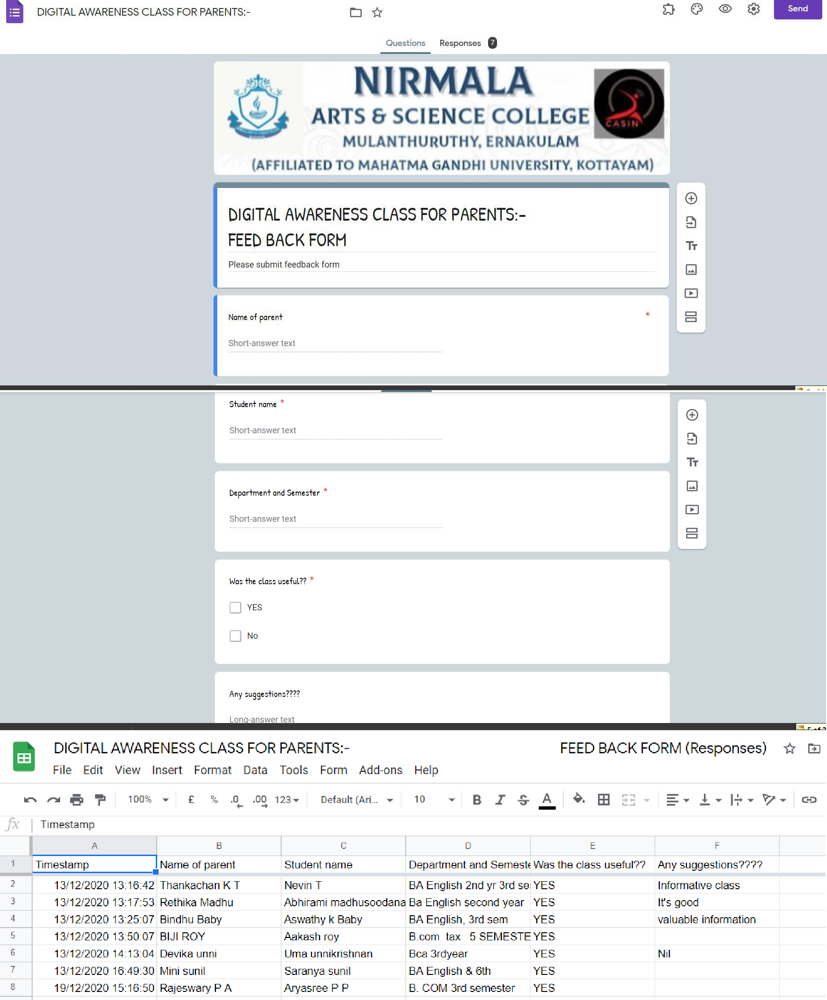 DIGITAL AWARENESS CLASS FOR PARENTS:-
Send
Questions Responses 7
NIRMALA
ARTS & SCIENCE COLLEGE
CASIN
MULANTHURUTHY, ERNAKULAM
(AFFILIATED TO MAHATMA GANDHI UNIVERSITY, KOTTAYAM)
DIGITAL AWARENESS CLASS FOR PARENTS:-
FEED BACK FORM
Please submit feedback form
Name of parent *
Short-answer text
Student name *
Short-answer text
Department and Semester *
Short-answer text
Was the class useful?? *
YES
No
Any suggestions????
Long-answer text
DIGITAL AWARENESS CLASS FOR PARENTS:- FEED BACK FORM (Responses)
File Edit View Insert Format Data Tools Form Add-ons Help
100% £ % .0 .00 123 Default (Ari... 10 B I S A
fx Timestamp
A B C D E F
1 Timestamp Name of parent Student name Department and Semeste Was the class useful?? Any suggestions????
2 13/12/2020 13:16:42 Thankachan K T Nevin T BA English 2nd yr 3rd se YES Informative class
3 13/12/2020 13:17:53 Rethika Madhu Abhirami madhusoodana Ba English second year YES It's good
4 13/12/2020 13:25:07 Bindhu Baby Aswathy k Baby BA English, 3rd sem YES valuable information
5 13/12/2020 13:50:07 BIJI ROY Aakash roy B.com tax 5 SEMESTE YES
6 13/12/2020 14:13:04 Devika unni Uma unnikrishnan Bca 3rdyear YES Nil
7 13/12/2020 16:49:30 Mini sunil Saranya sunil BA English & 6th YES
8 19/12/2020 15:16:50 Rajeswary P A Aryasree P P B. COM 3rd semester YES